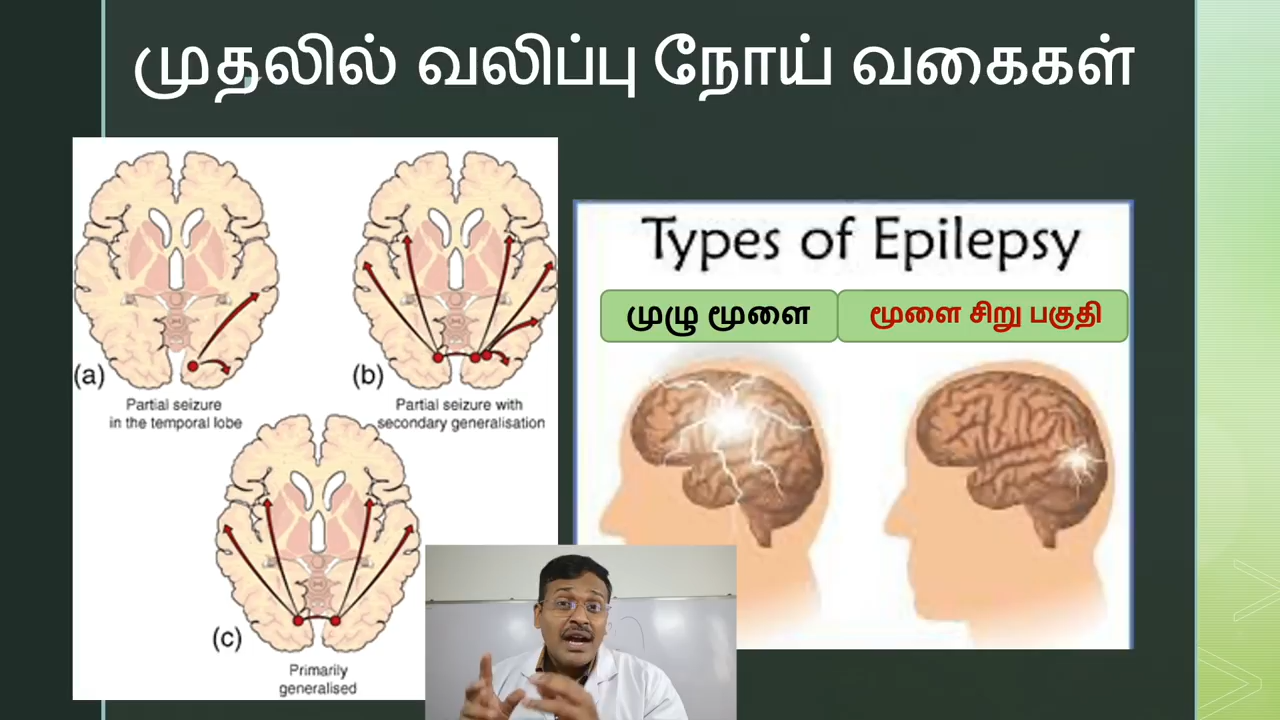 முதலில் வலிப்பு நோய் வகைகள்
(a)
Partial seizure
in the temporal lobe
(b)
Partial seizure with
secondary generalisation
(c)
Primarily
generalised
Types of Epilepsy
முழு மூளை
மூளை சிறு பகுதி